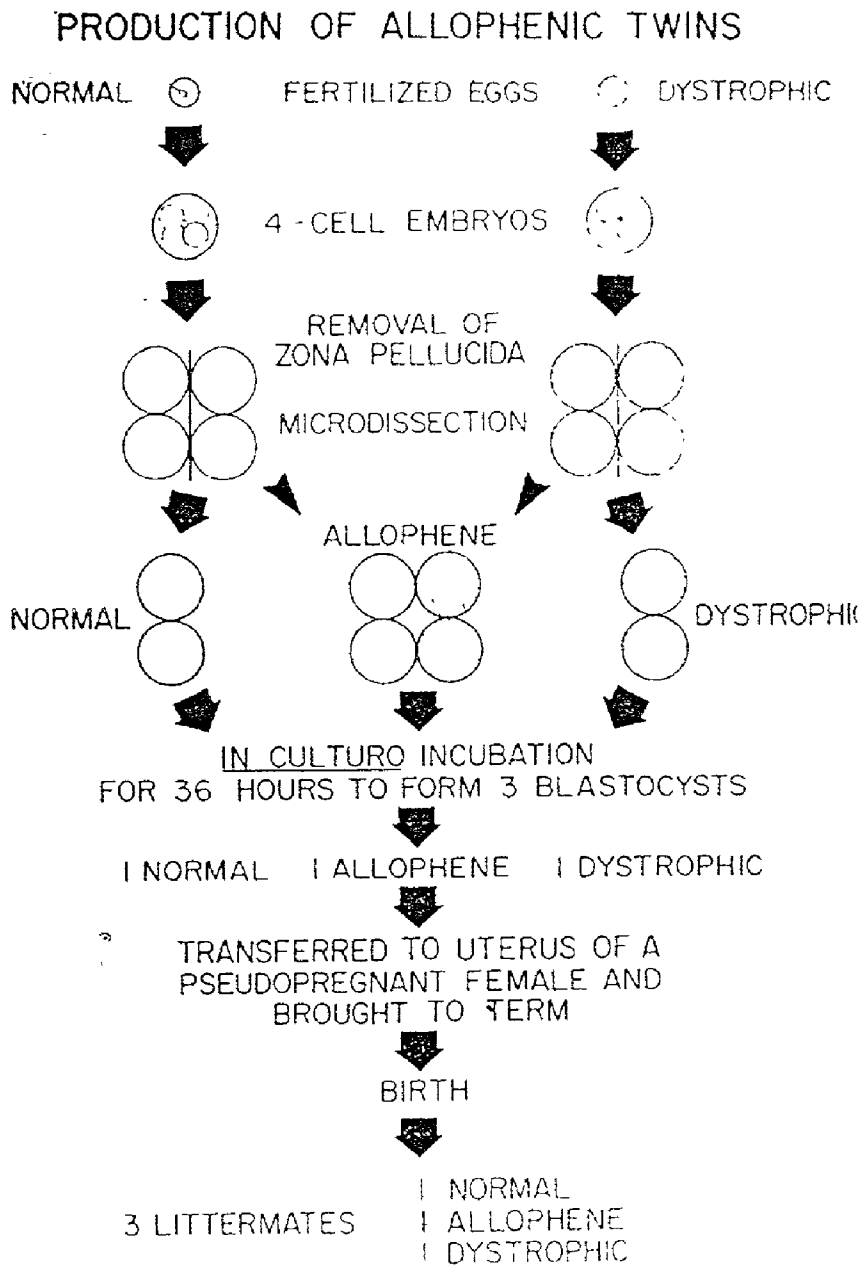 PRODUCTION OF ALLOPHENIC TWINS
NORMAL FERTILIZED EGGS DYSTROPHIC
4-CELL EMBRYOS
REMOVAL OF
ZONA PELLUCIDA
MICRODISSECTION
ALLOPHENE
NORMAL DYSTROPHIC
IN CULTURO INCUBATION
FOR 36 HOURS TO FORM 3 BLASTOCYSTS
1 NORMAL 1 ALLOPHENE 1 DYSTROPHIC
TRANSFERRED TO UTERUS OF A
PSEUDOPREGNANT FEMALE AND
BROUGHT TO TERM
BIRTH
1 NORMAL
3 LITTERMATES 1 ALLOPHENE
1 DYSTROPHIC